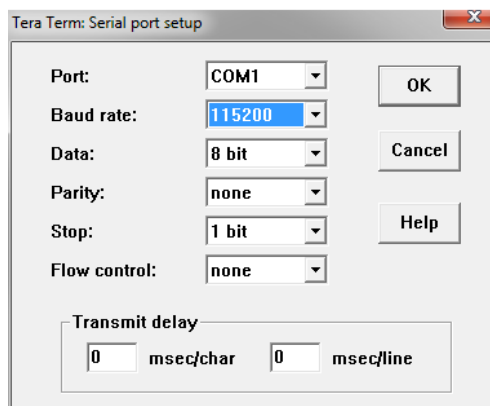 Tera Term: Serial port setup
Port: COM1 OK
Baud rate: 115200
Data: 8 bit Cancel
Parity: none
Stop: 1 bit Help
Flow control: none
Transmit delay
0 msec/char 0 msec/line